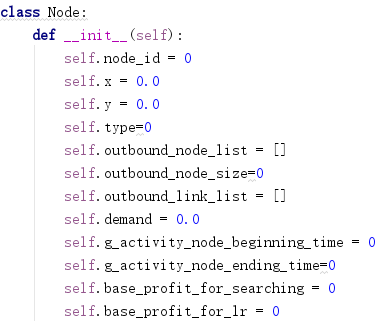 class Node:
    def __init__(self):
        self.node_id = 0
        self.x = 0.0
        self.y = 0.0
        self.type=0
        self.outbound_node_list = []
        self.outbound_node_size=0
        self.outbound_link_list = []
        self.demand = 0.0
        self.g_activity_node_beginning_time = 0
        self.g_activity_node_ending_time=0
        self.base_profit_for_searching = 0
        self.base_profit_for_lr = 0